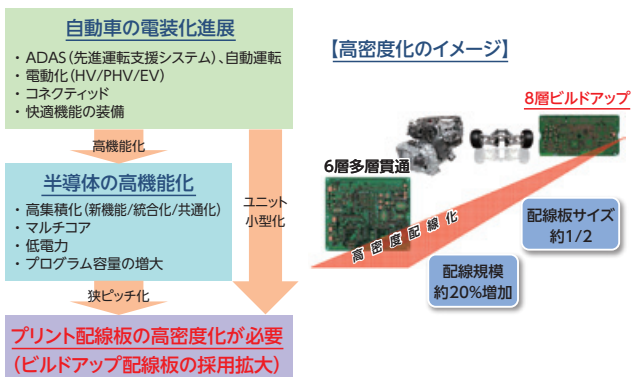 自動車の電装化進展
・ADAS（先進運転支援システム）、自動運転
・電動化（HV/PHV/EV）
・コネクティッド
・快適機能の装備
高機能化
半導体の高機能化
・高集積化（新機能/統合化/共通化）
・マルチコア
・低電力
・プログラム容量の増大
狭ピッチ化
ユニット
小型化
プリント配線板の高密度化が必要
（ビルドアップ配線板の採用拡大）
【高密度化のイメージ】
8層ビルドアップ
6層多層貫通
高密度配線化
配線板サイズ
約1/2
配線規模
約20%増加